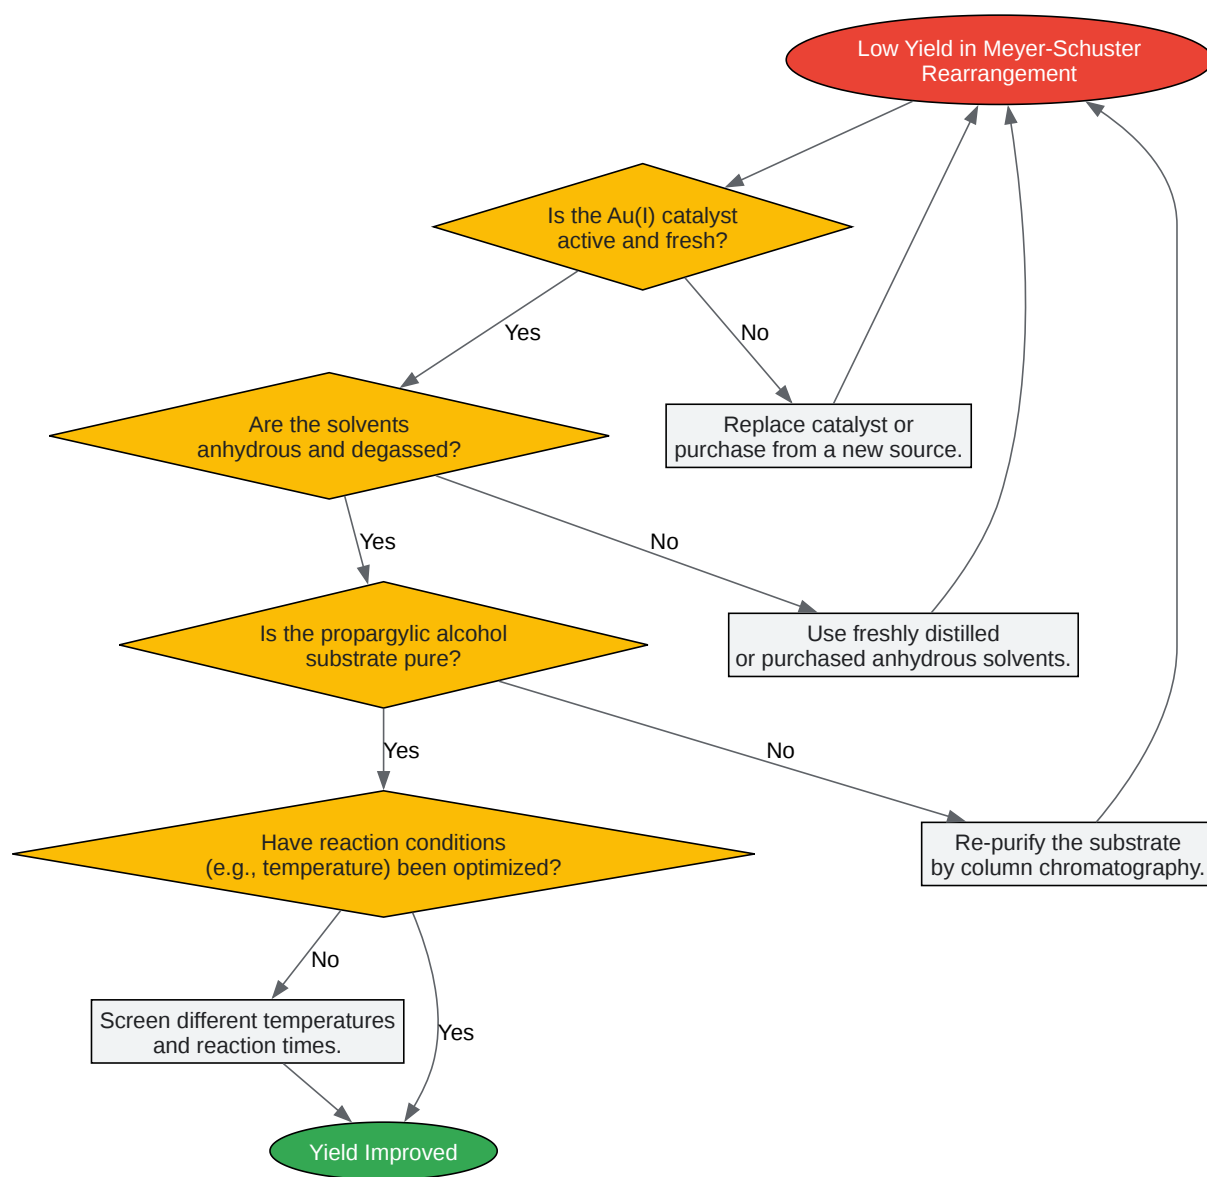 Low Yield in Meyer-Schuster
Rearrangement
Is the Au(I) catalyst
active and fresh?
Yes
No
Are the solvents
anhydrous and degassed?
Replace catalyst or
purchase from a new source.
Yes
No
Is the propargylic alcohol
substrate pure?
Use freshly distilled
or purchased anhydrous solvents.
Yes
No
Have reaction conditions
(e.g., temperature) been optimized?
Re-purify the substrate
by column chromatography.
No
Yes
Screen different temperatures
and reaction times.
Yield Improved